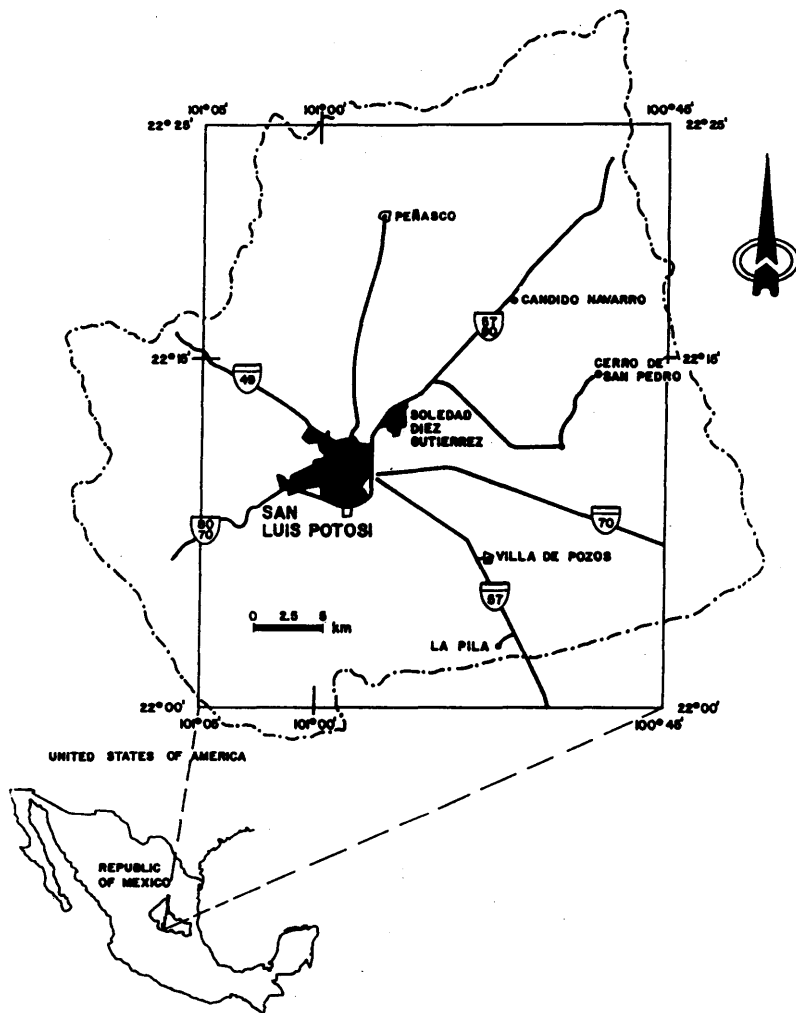 101° 05'
101° 00'
100° 45'
22° 25'
22° 25'
PEÑASCO
CANDIDO NAVARRO
57
80
22° 15'
22° 15'
CERRO DE
SAN PEDRO
49
SOLEDAD
DIEZ
GUTIERREZ
SAN
LUIS POTOSI
80
70
70
VILLA DE POZOS
57
0 2.5 5
km
LA PILA
22° 00'
22° 00'
101° 05'
101° 00'
100° 45'
UNITED STATES OF AMERICA
REPUBLIC
OF MEXICO